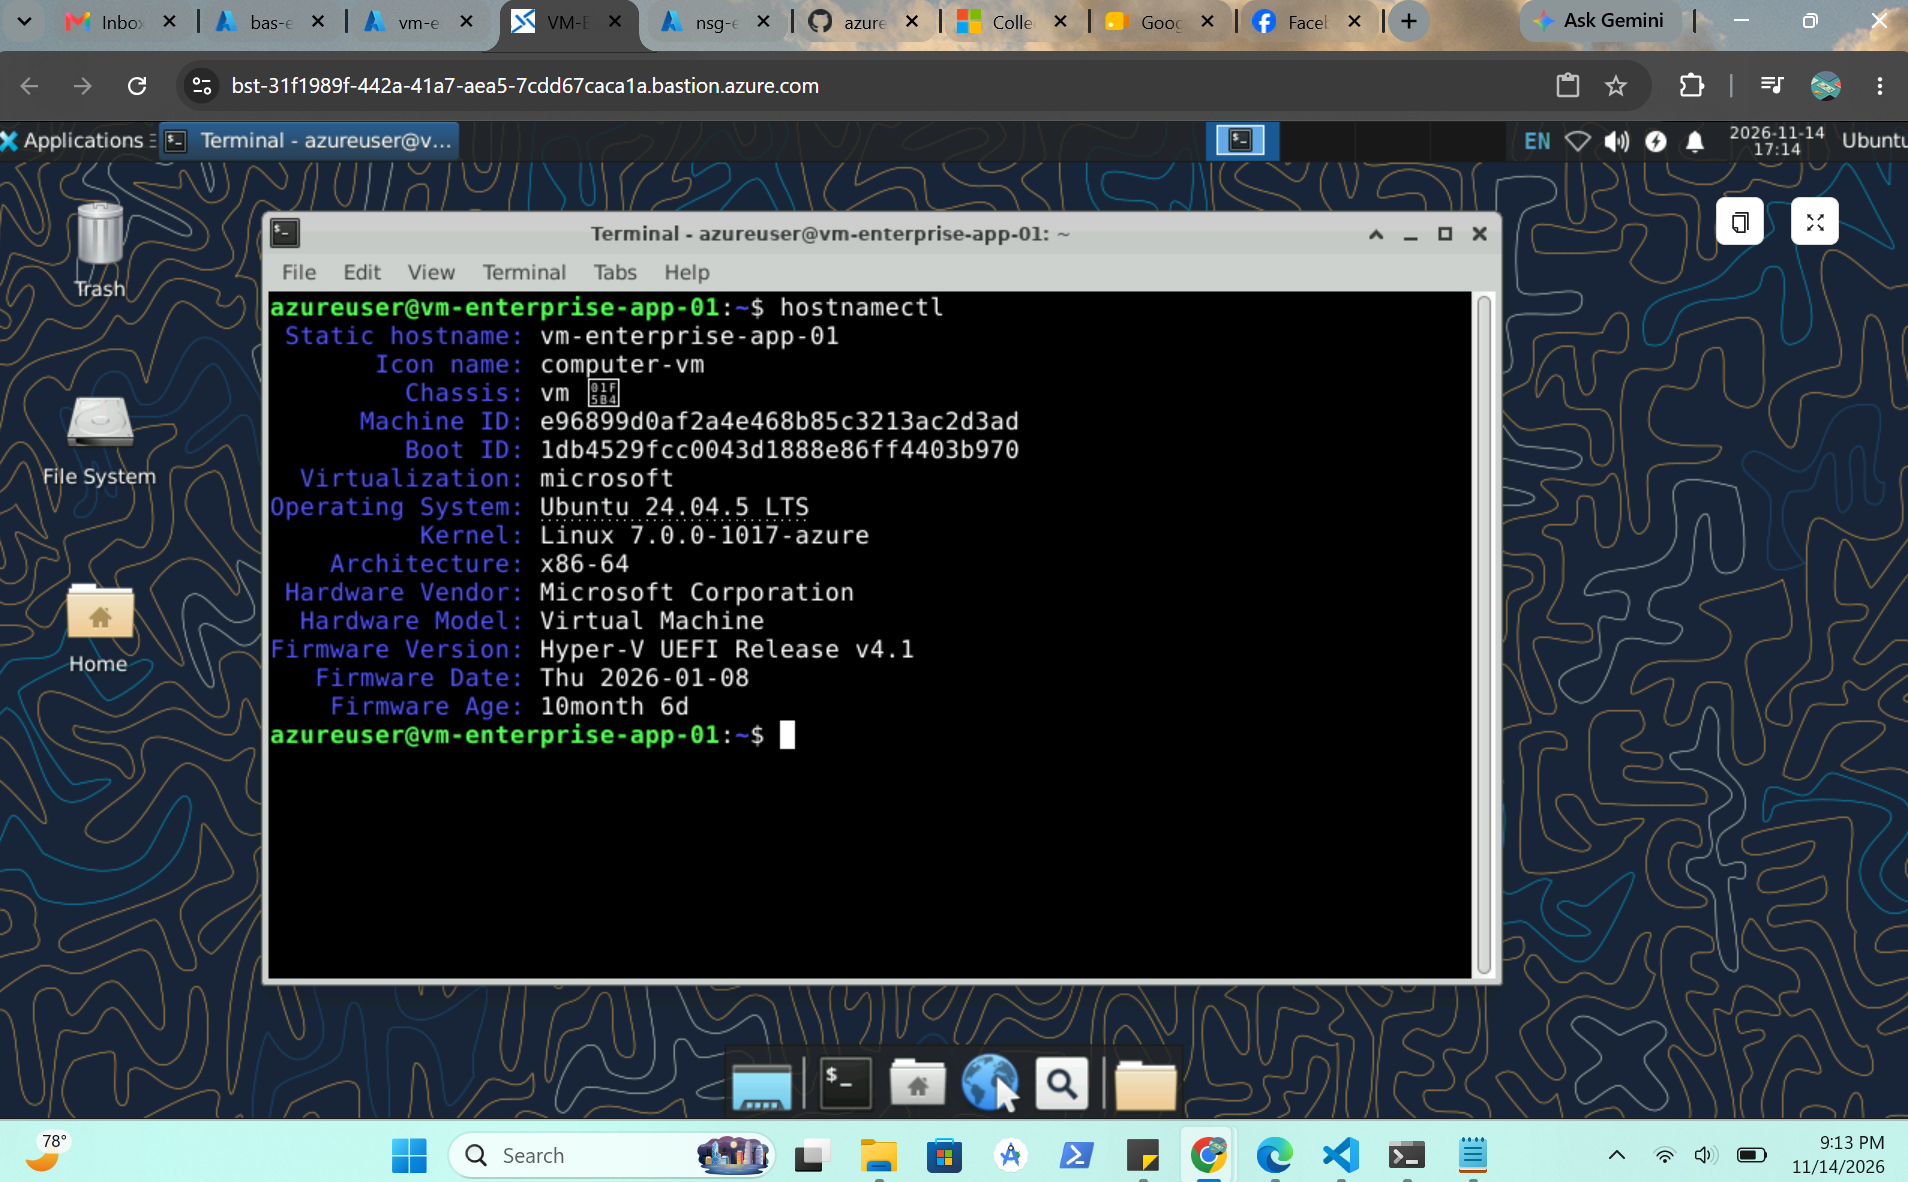 Inbox
bas-e
vm-e
VM-E
nsg-e
azure
Colle
Goog
Faceb
Ask Gemini
bst-31f1989f-442a-41a7-aea5-7cdd67caca1a.bastion.azure.com
Applications
Terminal - azureuser@v...
EN
2026-11-14
17:14
Ubuntu
Trash
File System
Home
Terminal - azureuser@vm-enterprise-app-01: ~
File Edit View Terminal Tabs Help
azureuser@vm-enterprise-app-01:~$ hostnamectl
Static hostname: vm-enterprise-app-01
Icon name: computer-vm
Chassis: vm
Machine ID: e96899d0af2a4e468b85c3213ac2d3ad
Boot ID: 1db4529fcc0043d1888e86ff4403b970
Virtualization: microsoft
Operating System: Ubuntu 24.04.5 LTS
Kernel: Linux 7.0.0-1017-azure
Architecture: x86-64
Hardware Vendor: Microsoft Corporation
Hardware Model: Virtual Machine
Firmware Version: Hyper-V UEFI Release v4.1
Firmware Date: Thu 2026-01-08
Firmware Age: 10month 6d
azureuser@vm-enterprise-app-01:~$
78°
Search
9:13 PM
11/14/2026